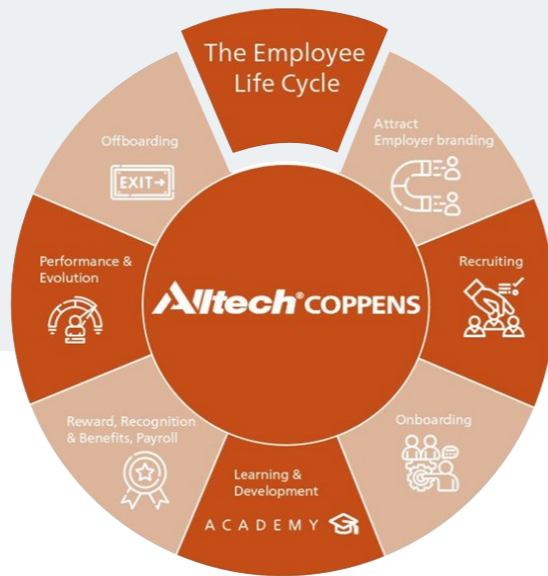 The Employee
Life Cycle
Attract
Employer branding
Recruiting
Onboarding
Learning &
Development
ACADEMY
Reward, Recognition
& Benefits, Payroll
Performance &
Evolution
Offboarding
EXIT→
Alltech® COPPENS